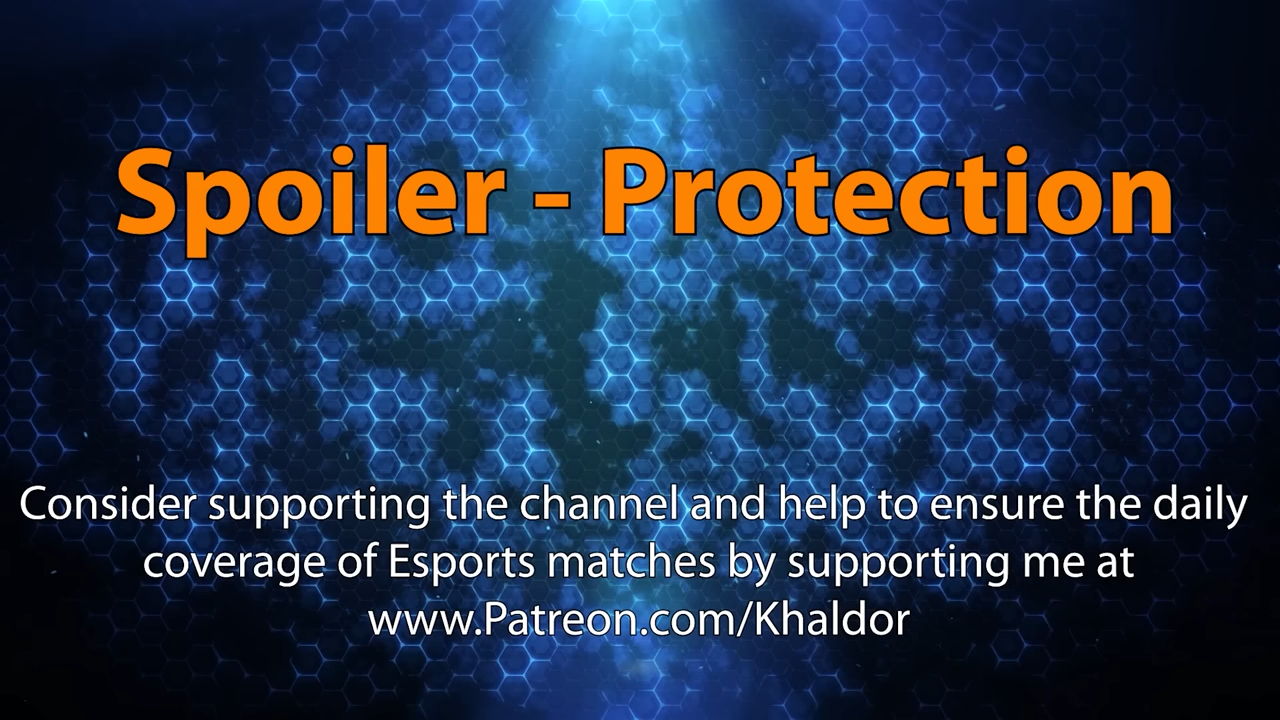 Spoiler - Protection
Consider supporting the channel and help to ensure the daily
coverage of Esports matches by supporting me at
www.Patreon.com/Khaldor